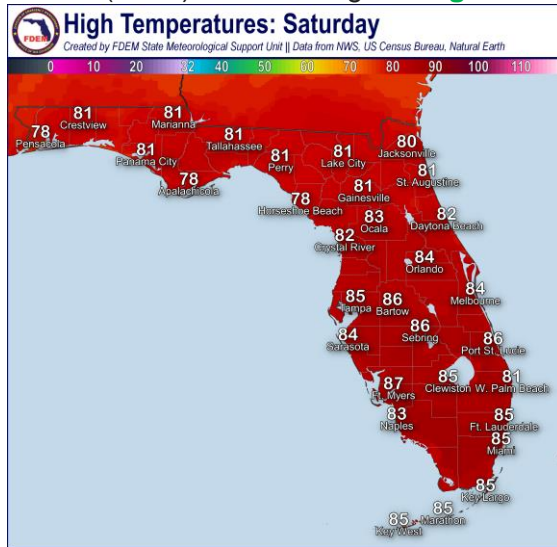 High Temperatures: Saturday
Created by FDEM State Meteorological Support Unit || Data from NWS, US Census Bureau, Natural Earth
0 10 20 32 40 50 60 70 80 90 100 110
81
Crestview
81
Marianna
78
Pensacola
81
Tallahassee
80
Jacksonville
81
Panama City
81
Perry
81
Lake City
81
St. Augustine
78
Apalachicola
81
Gainesville
78
Horseshoe Beach
83
Ocala
82
Daytona Beach
82
Crystal River
84
Orlando
84
Melbourne
85
Tampa
86
Bartow
86
Sebring
84
Sarasota
86
Port St. Lucie
87
Ft. Myers
85
Clewiston
81
W. Palm Beach
83
Naples
85
Ft. Lauderdale
85
Miami
85
Key Largo
85
Marathon
85
Key West